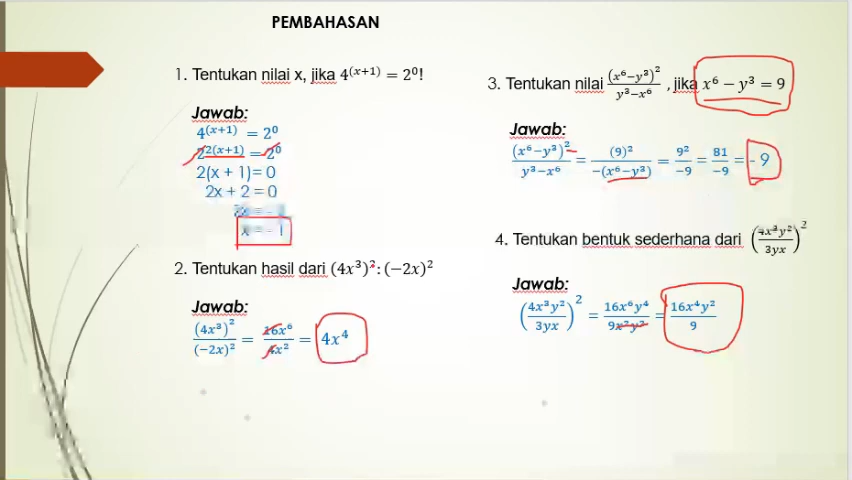 PEMBAHASAN
1. Tentukan nilai x, jika 4^(x+1) = 2^0!
Jawab:
4^(x+1) = 2^0
2^2(x+1) = 2^0
2(x + 1)= 0
2x + 2 = 0
x = - 1
2. Tentukan hasil dari (4x^3)^2 : (−2x)^2
Jawab:
(4x^3)^2/(−2x)^2 = 16x^6/4x^2 = 4x^4
3. Tentukan nilai (x^6−y^3)^2/(y^3−x^6) , jika x^6 − y^3 = 9
Jawab:
(x^6−y^3)^2/(y^3−x^6) = (9)^2/−(x^6−y^3) = 9^2/−9 = 81/−9 = - 9
4. Tentukan bentuk sederhana dari (4x^3y^2/3yx)^2
Jawab:
(4x^3y^2/3yx)^2 = 16x^6y^4/9x^2y^2 = 16x^4y^2/9